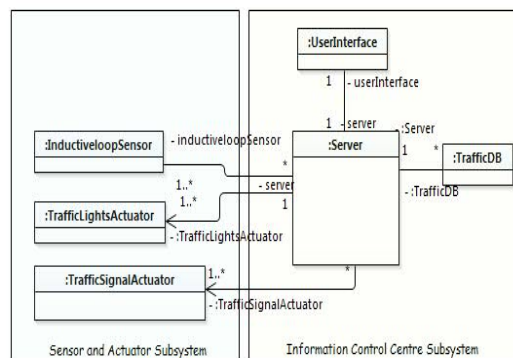 :UserInterface
1
- userInterface
1
- server
- :Server
:InductiveloopSensor
- inductiveloopSensor
:Server
1
*
:TrafficDB
*
1..*
- server
- :TrafficDB
1..*
1
:TrafficLightsActuator
- :TrafficLightsActuator
:TrafficSignalActuator
1..*
*
- :TrafficSignalActuator
Sensor and Actuator Subsystem
Information Control Centre Subsystem